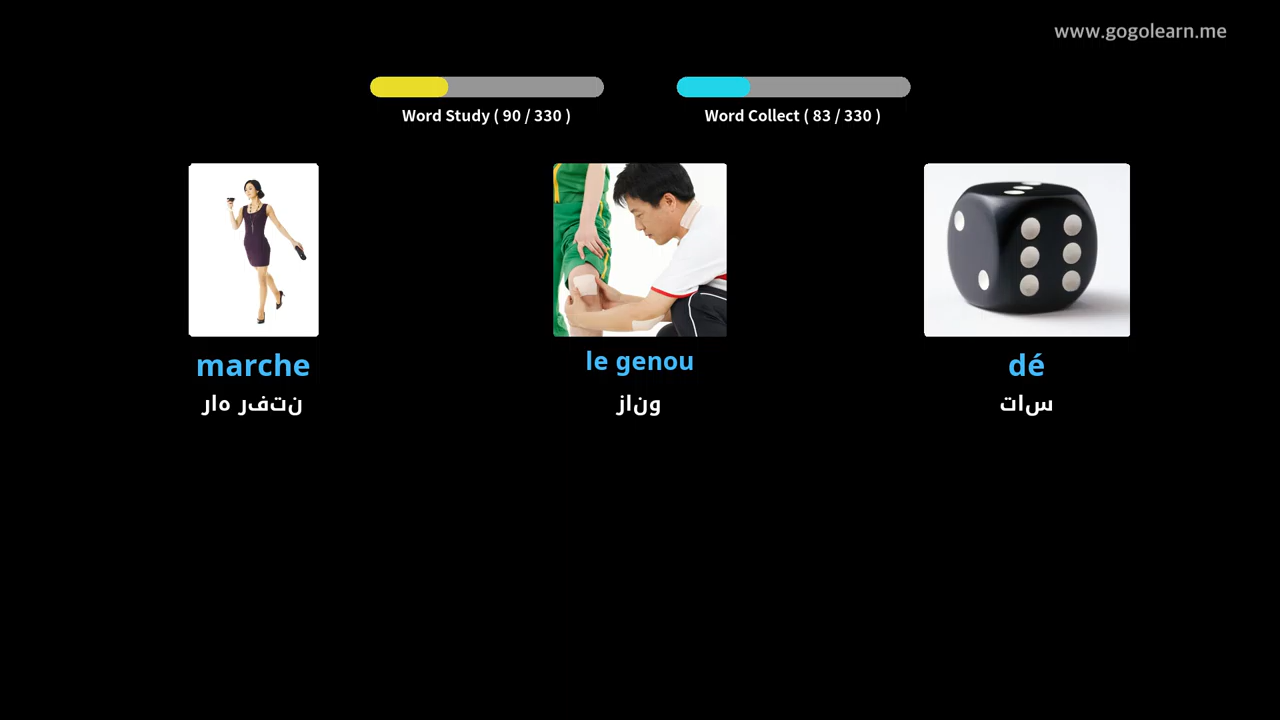 www.gogolearn.me
Word Study ( 90 / 330 )
Word Collect ( 83 / 330 )
marche
نتفر هار
le genou
وناز
dé
سات